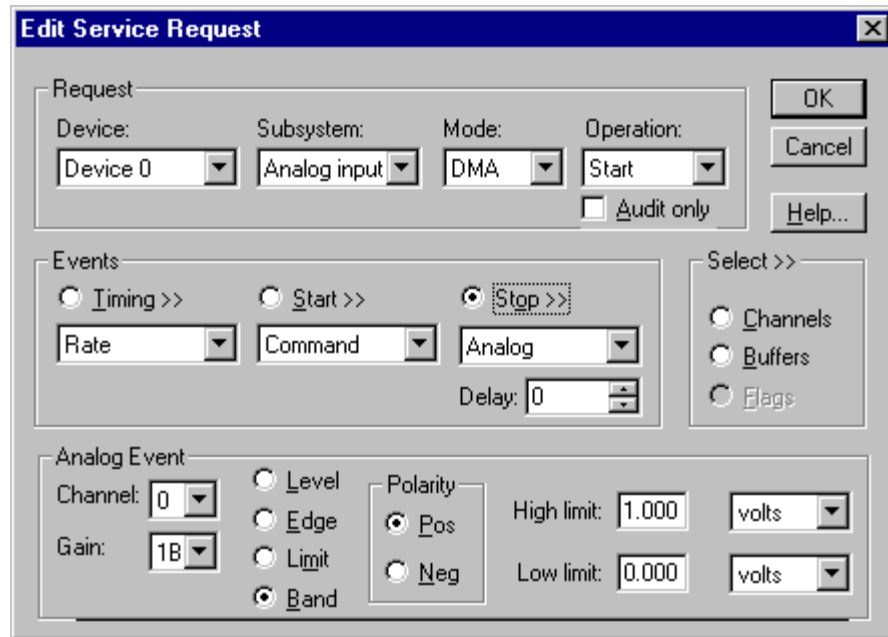 Edit Service Request
Request
Device: Subsystem: Mode: Operation:
Device 0 Analog input DMA Start
Audit only
OK
Cancel
Help...
Events
Timing >> Start >> Stop >>
Rate Command Analog
Delay: 0
Select >>
Channels
Buffers
Flags
Analog Event
Channel: 0
Gain: 1B
Level
Edge
Limit
Band
Polarity
Pos
Neg
High limit: 1.000 volts
Low limit: 0.000 volts